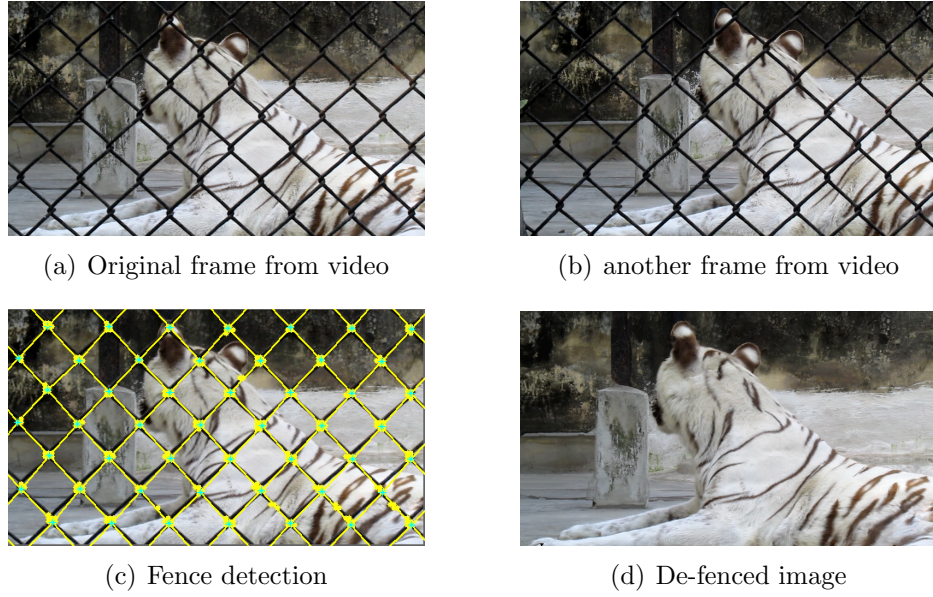 (a) Original frame from video
(b) another frame from video
(c) Fence detection
(d) De-fenced image